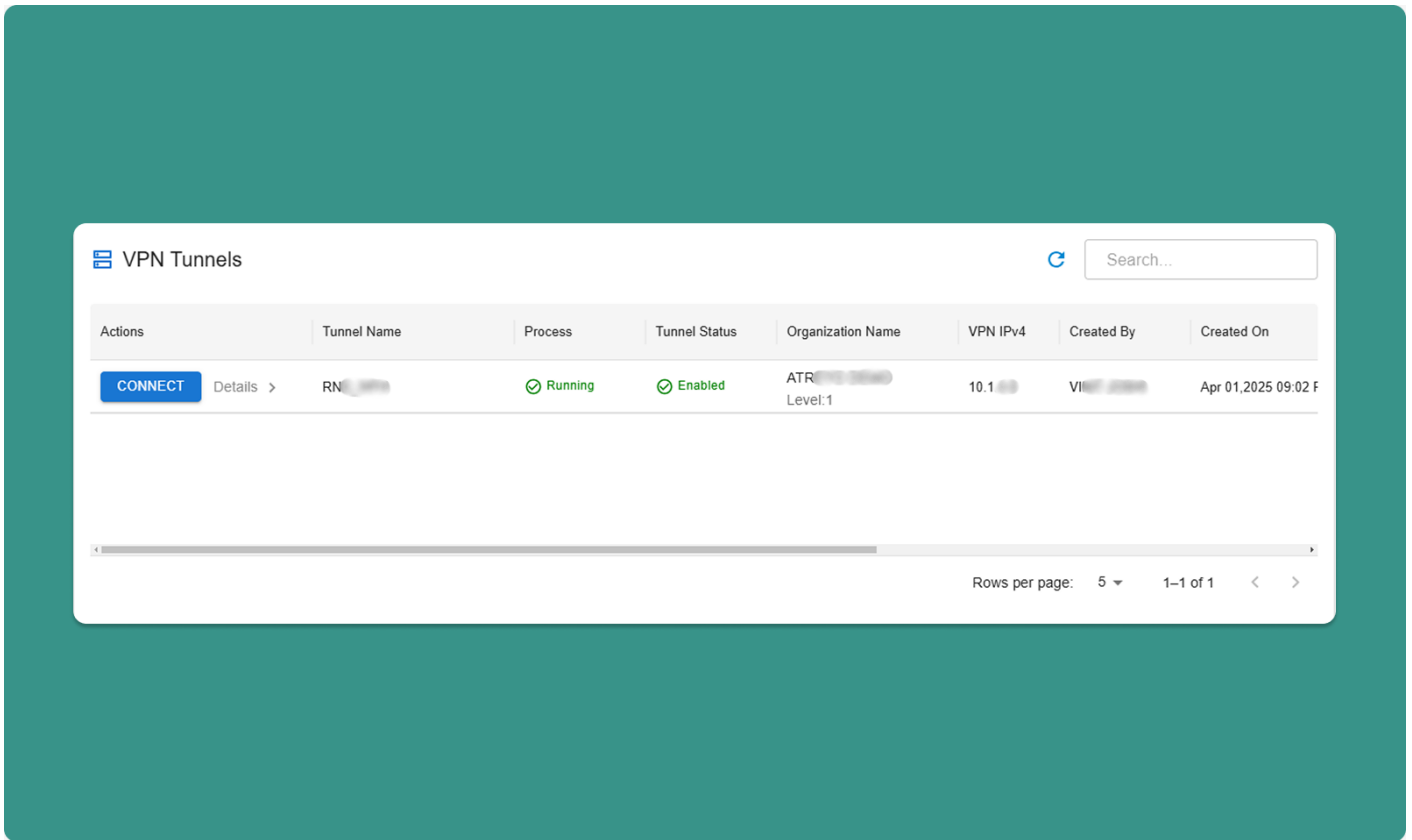 VPN Tunnels
Search...
Actions Tunnel Name Process Tunnel Status Organization Name VPN IPv4 Created By Created On
CONNECT Details Running Enabled Apr 01,2025 09:02
Level:1
Rows per page: 5 1–1 of 1